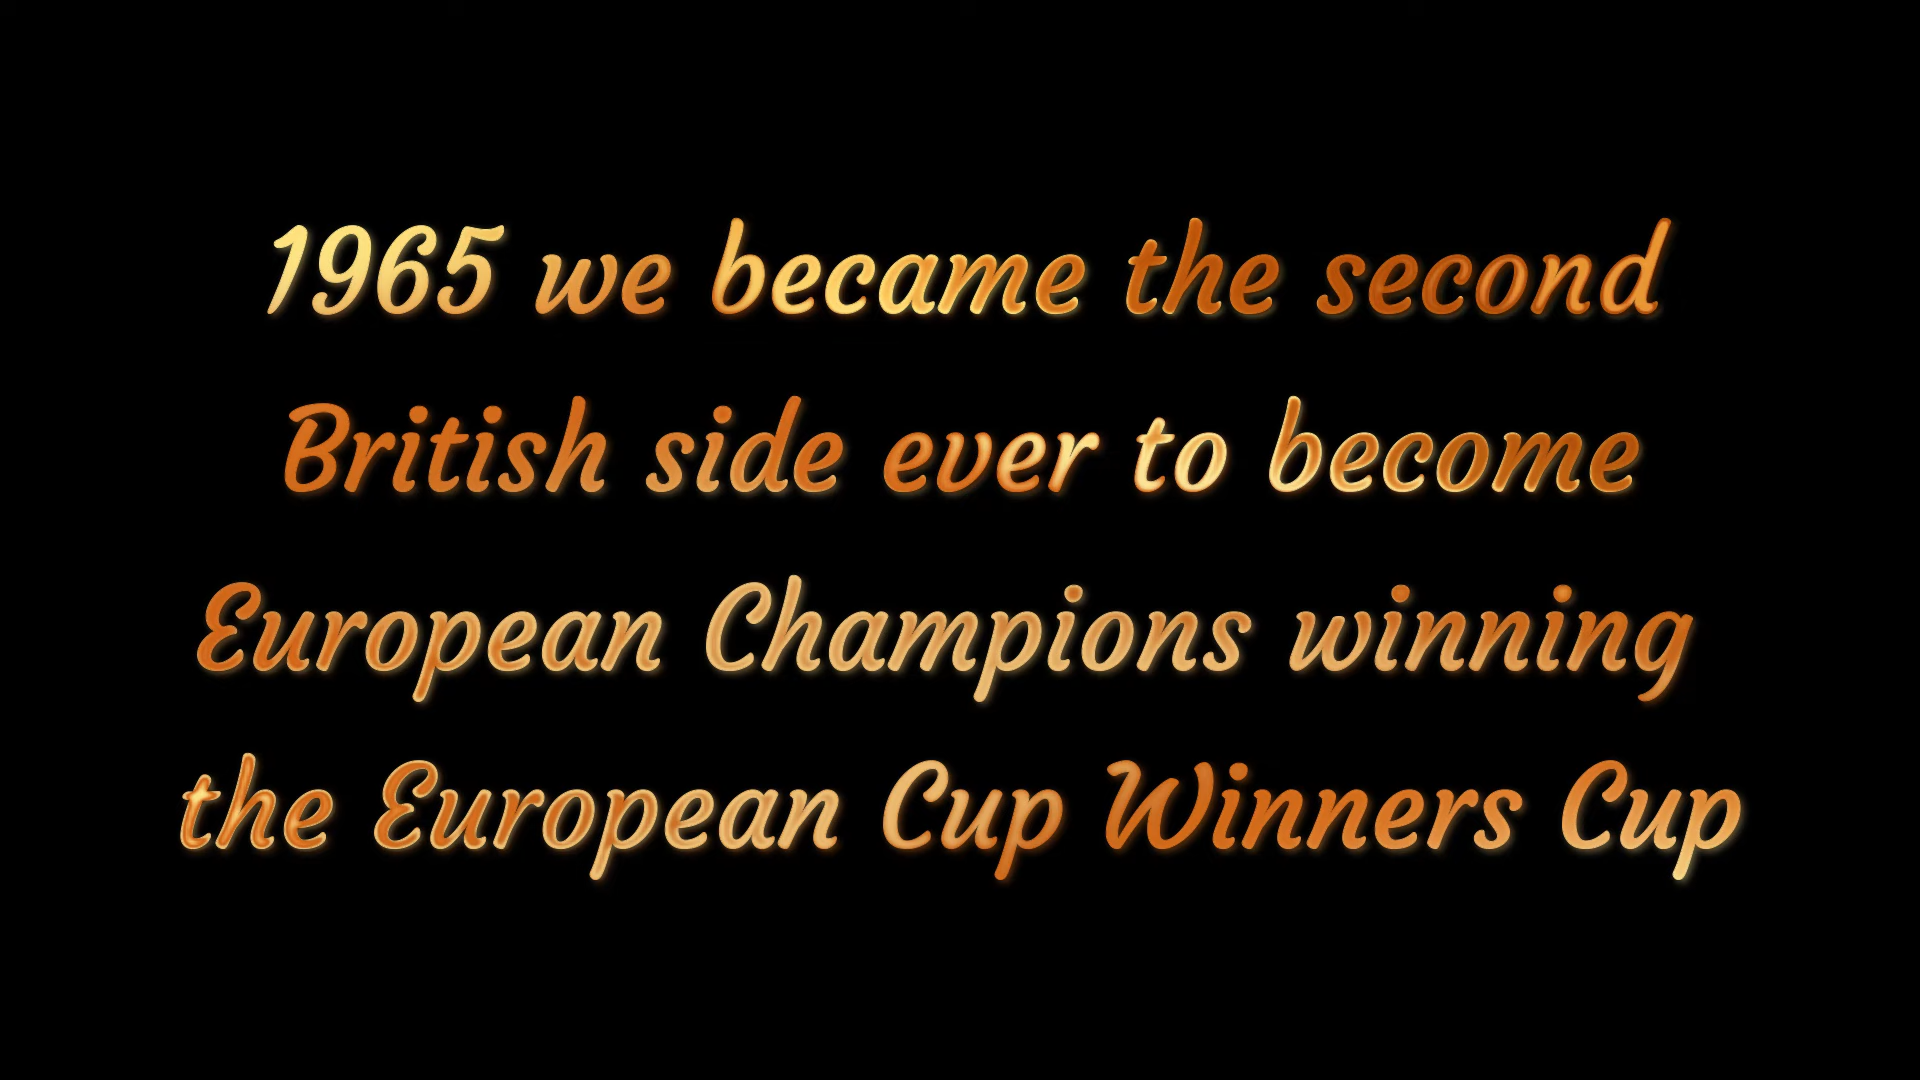 1965 we became the second
British side ever to become
European Champions winning
the European Cup Winners Cup